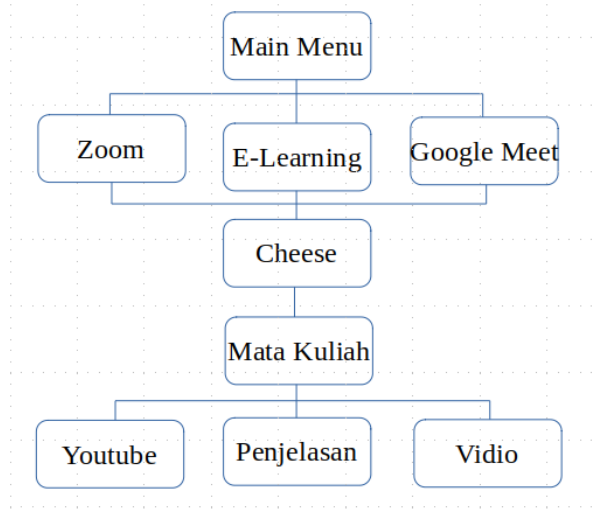 Main Menu
Zoom
E-Learning
Google Meet
Cheese
Mata Kuliah
Youtube
Penjelasan
Vidio